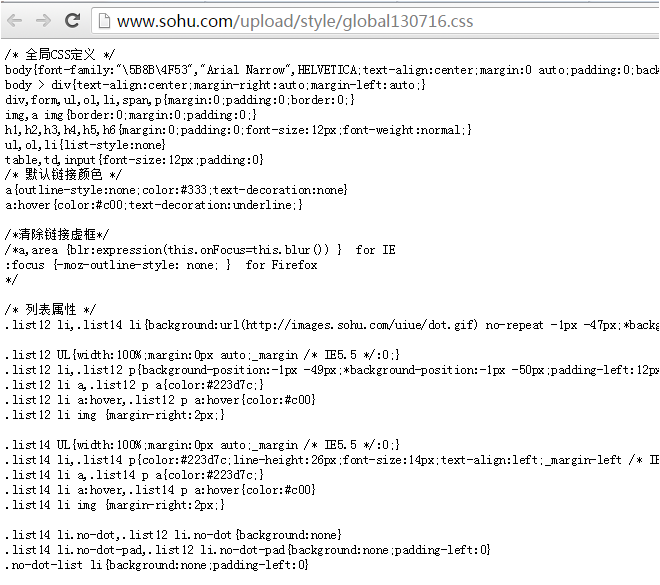 www.sohu.com/upload/style/global130716.css
/* 全局CSS定义 */
body{font-family:"\5B8B\4F53","Arial Narrow",HELVETICA;text-align:center;margin:0 auto;padding:0;bac
body > div{text-align:center;margin-right:auto;margin-left:auto;}
div,form,ul,ol,li,span,p{margin:0;padding:0;border:0;}
img,a img{border:0;margin:0;padding:0;}
h1,h2,h3,h4,h5,h6{margin:0;padding:0;font-size:12px;font-weight:normal;}
ul,ol,li{list-style:none}
table,td,input{font-size:12px;padding:0}
/* 默认链接颜色 */
a{outline-style:none;color:#333;text-decoration:none}
a:hover{color:#c00;text-decoration:underline;}
/*清除链接虚框*/
/*a,area {blr:expression(this.onFocus=this.blur()) }  for IE
:focus {-moz-outline-style: none; }  for Firefox
*/
/* 列表属性 */
.list12 li,.list14 li{background:url(http://images.sohu.com/uiue/dot.gif) no-repeat -1px -47px;*backg
.list12 UL{width:100%;margin:0px auto;_margin /* IE5.5 */:0;}
.list12 li,.list12 p{background-position:-1px -49px;*background-position:-1px -50px;padding-left:12px
.list12 li a,.list12 p a{color:#223d7c;}
.list12 li a:hover,.list12 p a:hover{color:#c00}
.list12 li img {margin-right:2px;}
.list14 UL{width:100%;margin:0px auto;_margin /* IE5.5 */:0;}
.list14 li,.list14 p{color:#223d7c;line-height:26px;font-size:14px;text-align:left;_margin-left /* IE
.list14 li a,.list14 p a{color:#223d7c;}
.list14 li a:hover,.list14 p a:hover{color:#c00}
.list14 li img {margin-right:2px;}
.list14 li.no-dot,.list12 li.no-dot{background:none}
.list14 li.no-dot-pad,.list12 li.no-dot-pad{background:none;padding-left:0}
.no-dot-list li{background:none;padding-left:0}